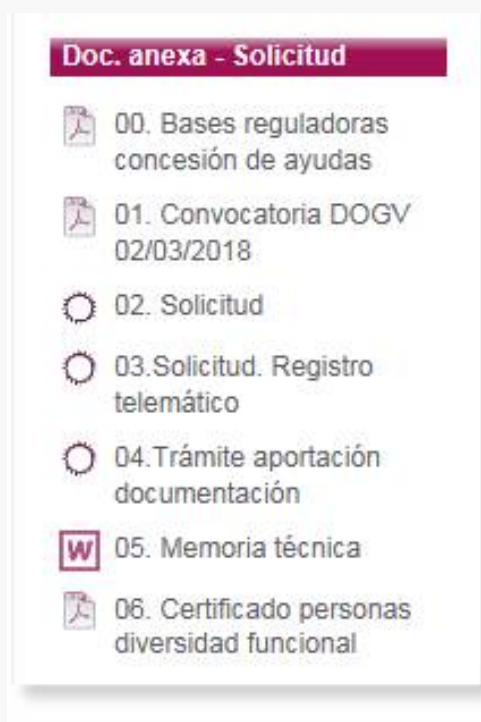 Doc. anexa - Solicitud
00. Bases reguladoras
concesión de ayudas
01. Convocatoria DOGV
02/03/2018
02. Solicitud
03.Solicitud. Registro
telemático
04.Trámite aportación
documentación
W 05. Memoria técnica
06. Certificado personas
diversidad funcional